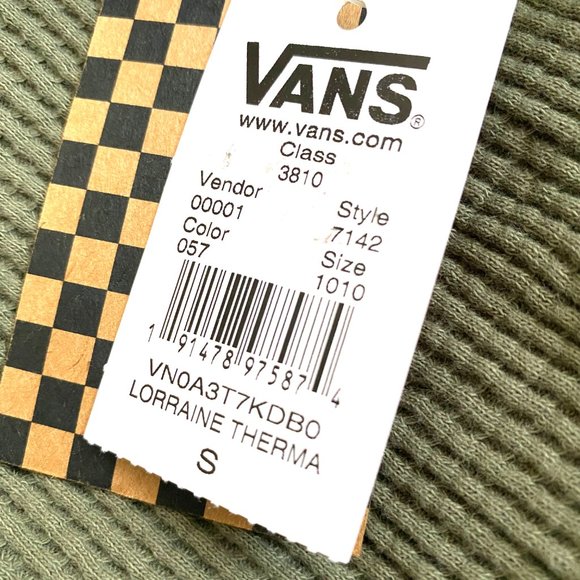 VANS®
www.vans.com
Class
3810
Vendor Style
00001 7142
Color Size
057 1010
1 91478 97587 4
VN0A3T7KDB0
LORRAINE THERMA
S